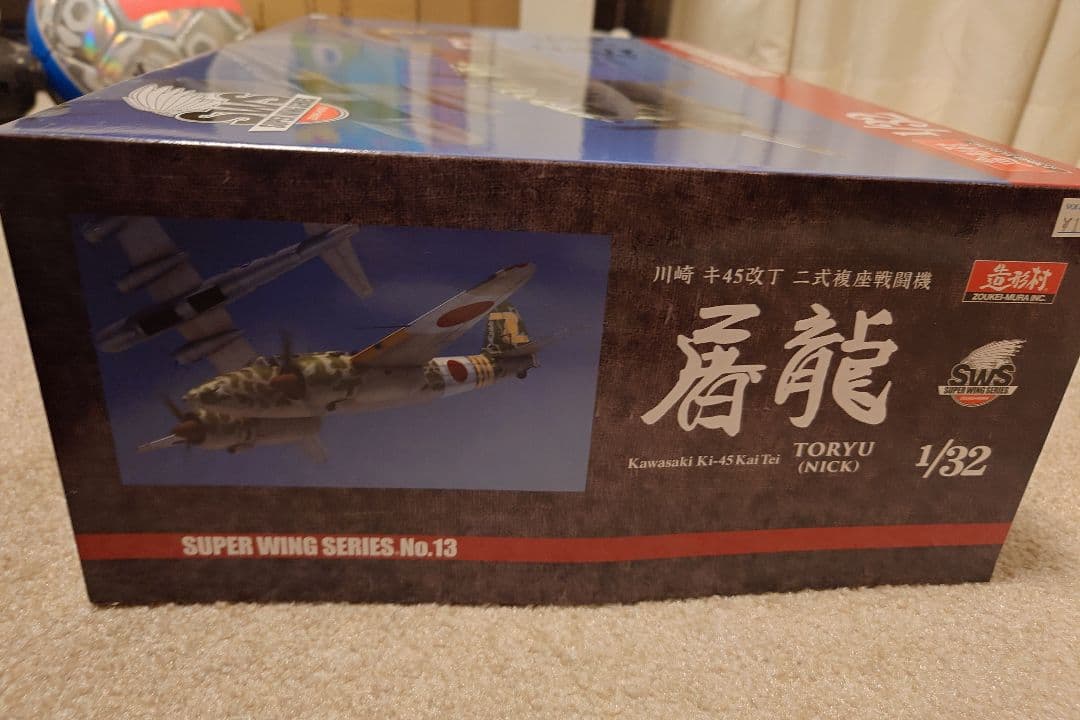 SWS
川崎 キ45改丁 二式複座戦闘機
屠龍
Kawasaki Ki-45 Kai Tei TORYU
(NICK)
1/32
造形村
ZOUKEI-MURA INC.
SWS
SUPER WING SERIES
SUPER WING SERIES No.13